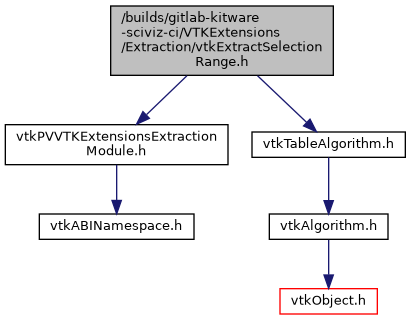 /builds/gitlab-kitware
-sciviz-ci/VTKExtensions
/Extraction/vtkExtractSelection
Range.h
vtkPVVTKExtensionsExtraction
Module.h
vtkTableAlgorithm.h
vtkABINamespace.h
vtkAlgorithm.h
vtkObject.h